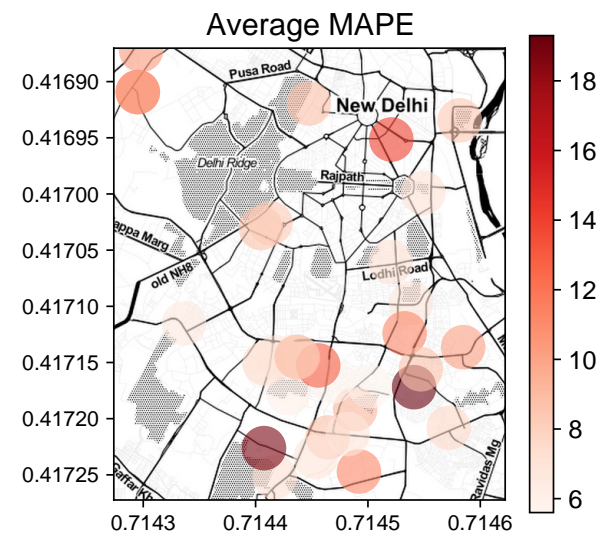 Average MAPE
Pusa Road
New Delhi
Delhi Ridge
Rajpath
appa Marg
old NH8
Lodhi Road
Gaffar Kh
Ravidas Mg
M
0.41690
0.41695
0.41700
0.41705
0.41710
0.41715
0.41720
0.41725
0.7143
0.7144
0.7145
0.7146
18
16
14
12
10
8
6